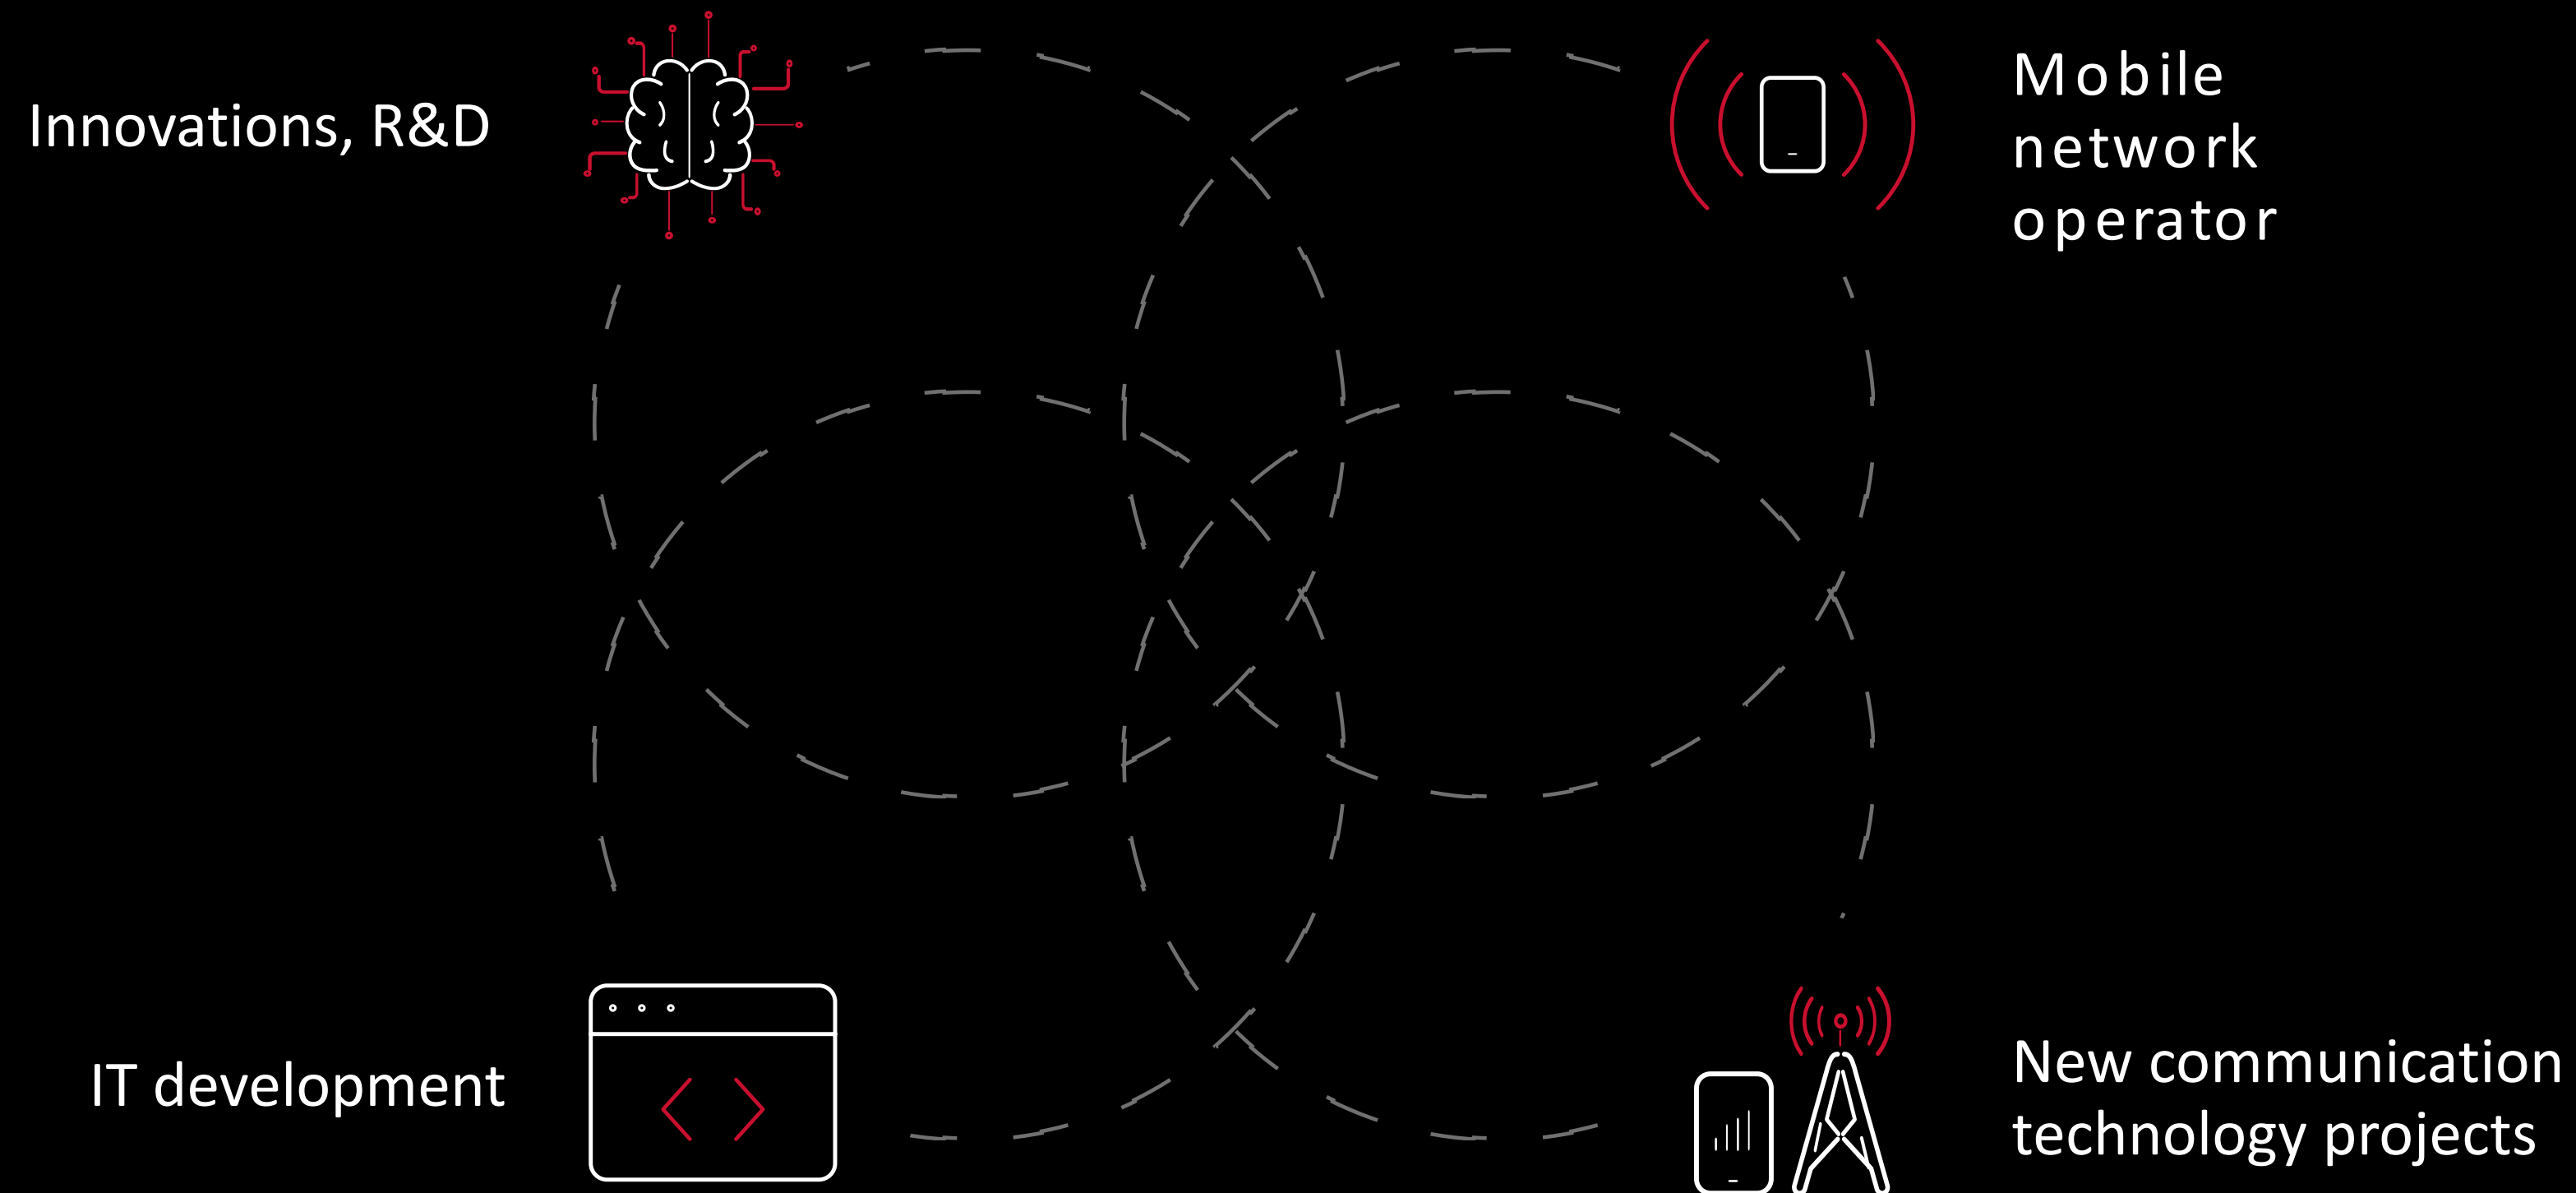 Innovations, R&D
Mobile
network
operator
IT development
New communication
technology projects